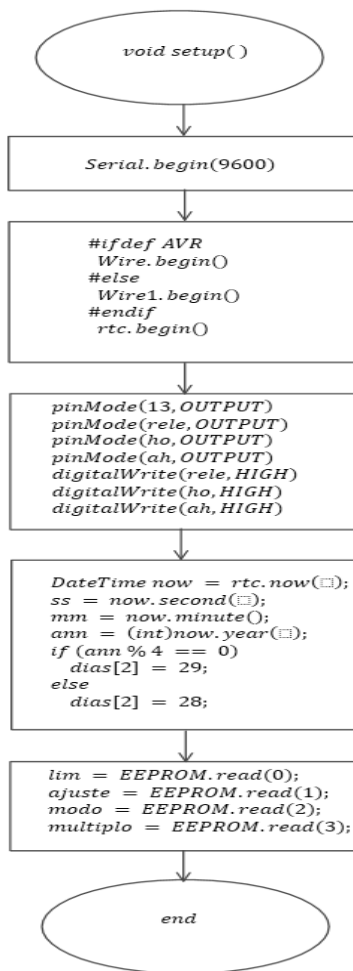 void setup()
Serial.begin(9600)
#ifdef AVR
Wire.begin()
#else
Wire1.begin()
#endif
rtc.begin()
pinMode(13,OUTPUT)
pinMode(rele,OUTPUT)
pinMode(ho,OUTPUT)
pinMode(ah,OUTPUT)
digitalWrite(rele,HIGH)
digitalWrite(ho,HIGH)
digitalWrite(ah,HIGH)
DateTime now = rtc.now(⬚);
ss = now.second(⬚);
mm = now.minute();
ann = (int)now.year(⬚);
if (ann % 4 == 0)
dias[2] = 29;
else
dias[2] = 28;
lim = EEPROM.read(0);
ajuste = EEPROM.read(1);
modo = EEPROM.read(2);
multiplo = EEPROM.read(3);
end